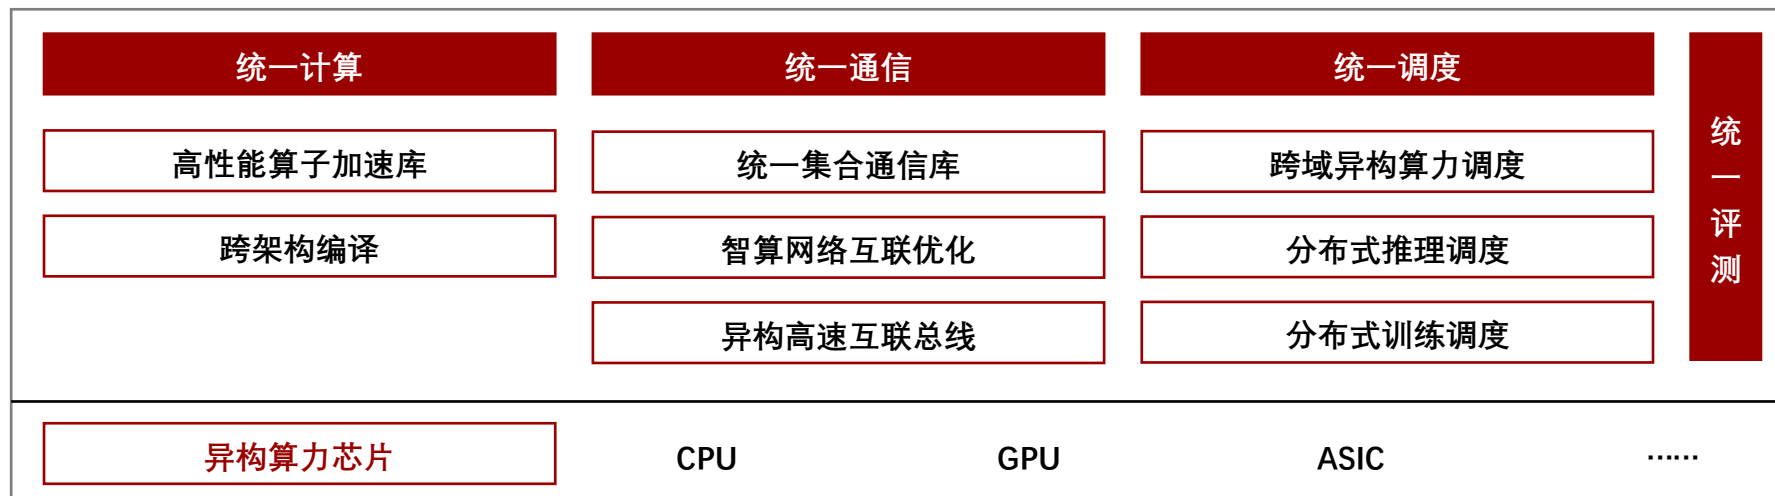 统一计算
统一通信
统一调度
统一评测
高性能算子加速库
统一集合通信库
跨域异构算力调度
跨架构编译
智算网络互联优化
分布式推理调度
异构高速互联总线
分布式训练调度
异构算力芯片
CPU
GPU
ASIC
……